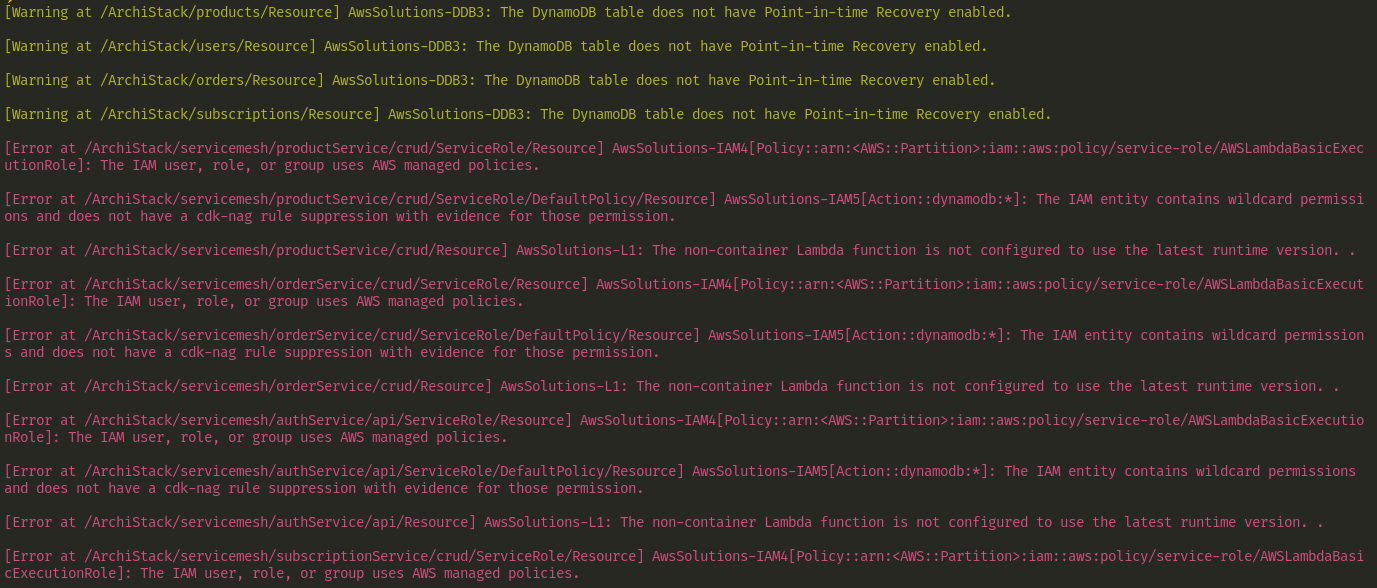 [Warning at /ArchiStack/products/Resource] AwsSolutions-DDB3: The DynamoDB table does not have Point-in-time Recovery enabled.
[Warning at /ArchiStack/users/Resource] AwsSolutions-DDB3: The DynamoDB table does not have Point-in-time Recovery enabled.
[Warning at /ArchiStack/orders/Resource] AwsSolutions-DDB3: The DynamoDB table does not have Point-in-time Recovery enabled.
[Warning at /ArchiStack/subscriptions/Resource] AwsSolutions-DDB3: The DynamoDB table does not have Point-in-time Recovery enabled.
[Error at /ArchiStack/servicemesh/productService/crud/ServiceRole/Resource] AwsSolutions-IAM4[Policy::arn:<AWS::Partition>:iam::aws:policy/service-role/AWSLambdaBasicExec
utionRole]: The IAM user, role, or group uses AWS managed policies.
[Error at /ArchiStack/servicemesh/productService/crud/ServiceRole/DefaultPolicy/Resource] AwsSolutions-IAM5[Action::dynamodb:*]: The IAM entity contains wildcard permissi
ons and does not have a cdk-nag rule suppression with evidence for those permission.
[Error at /ArchiStack/servicemesh/productService/crud/Resource] AwsSolutions-L1: The non-container Lambda function is not configured to use the latest runtime version. .
[Error at /ArchiStack/servicemesh/orderService/crud/ServiceRole/Resource] AwsSolutions-IAM4[Policy::arn:<AWS::Partition>:iam::aws:policy/service-role/AWSLambdaBasicExecut
ionRole]: The IAM user, role, or group uses AWS managed policies.
[Error at /ArchiStack/servicemesh/orderService/crud/ServiceRole/DefaultPolicy/Resource] AwsSolutions-IAM5[Action::dynamodb:*]: The IAM entity contains wildcard permission
s and does not have a cdk-nag rule suppression with evidence for those permission.
[Error at /ArchiStack/servicemesh/orderService/crud/Resource] AwsSolutions-L1: The non-container Lambda function is not configured to use the latest runtime version. .
[Error at /ArchiStack/servicemesh/authService/api/ServiceRole/Resource] AwsSolutions-IAM4[Policy::arn:<AWS::Partition>:iam::aws:policy/service-role/AWSLambdaBasicExecutio
nRole]: The IAM user, role, or group uses AWS managed policies.
[Error at /ArchiStack/servicemesh/authService/api/ServiceRole/DefaultPolicy/Resource] AwsSolutions-IAM5[Action::dynamodb:*]: The IAM entity contains wildcard permissions
and does not have a cdk-nag rule suppression with evidence for those permission.
[Error at /ArchiStack/servicemesh/authService/api/Resource] AwsSolutions-L1: The non-container Lambda function is not configured to use the latest runtime version. .
[Error at /ArchiStack/servicemesh/subscriptionService/crud/ServiceRole/Resource] AwsSolutions-IAM4[Policy::arn:<AWS::Partition>:iam::aws:policy/service-role/AWSLambdaBasi
cExecutionRole]: The IAM user, role, or group uses AWS managed policies.